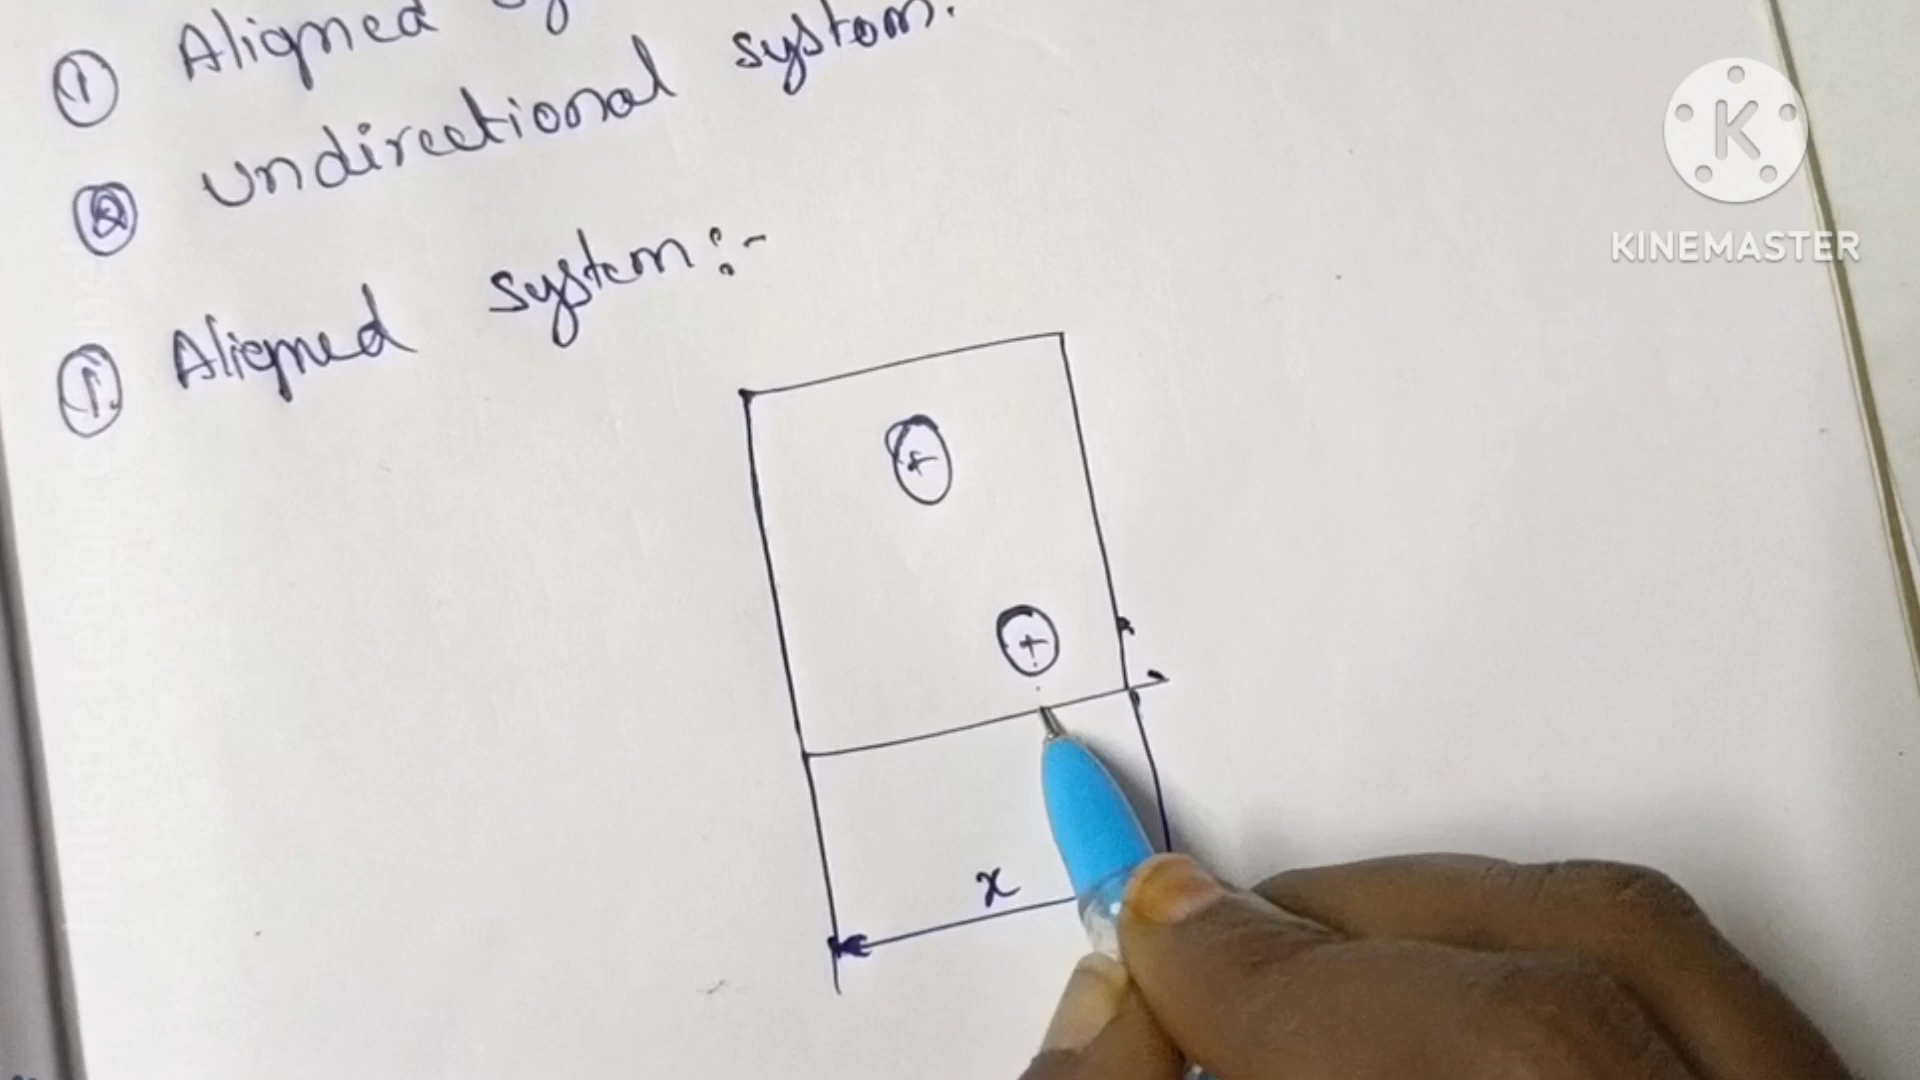 ① Aligned
② undirectional system.
① Aligned system:-
x
K
KINEMASTER